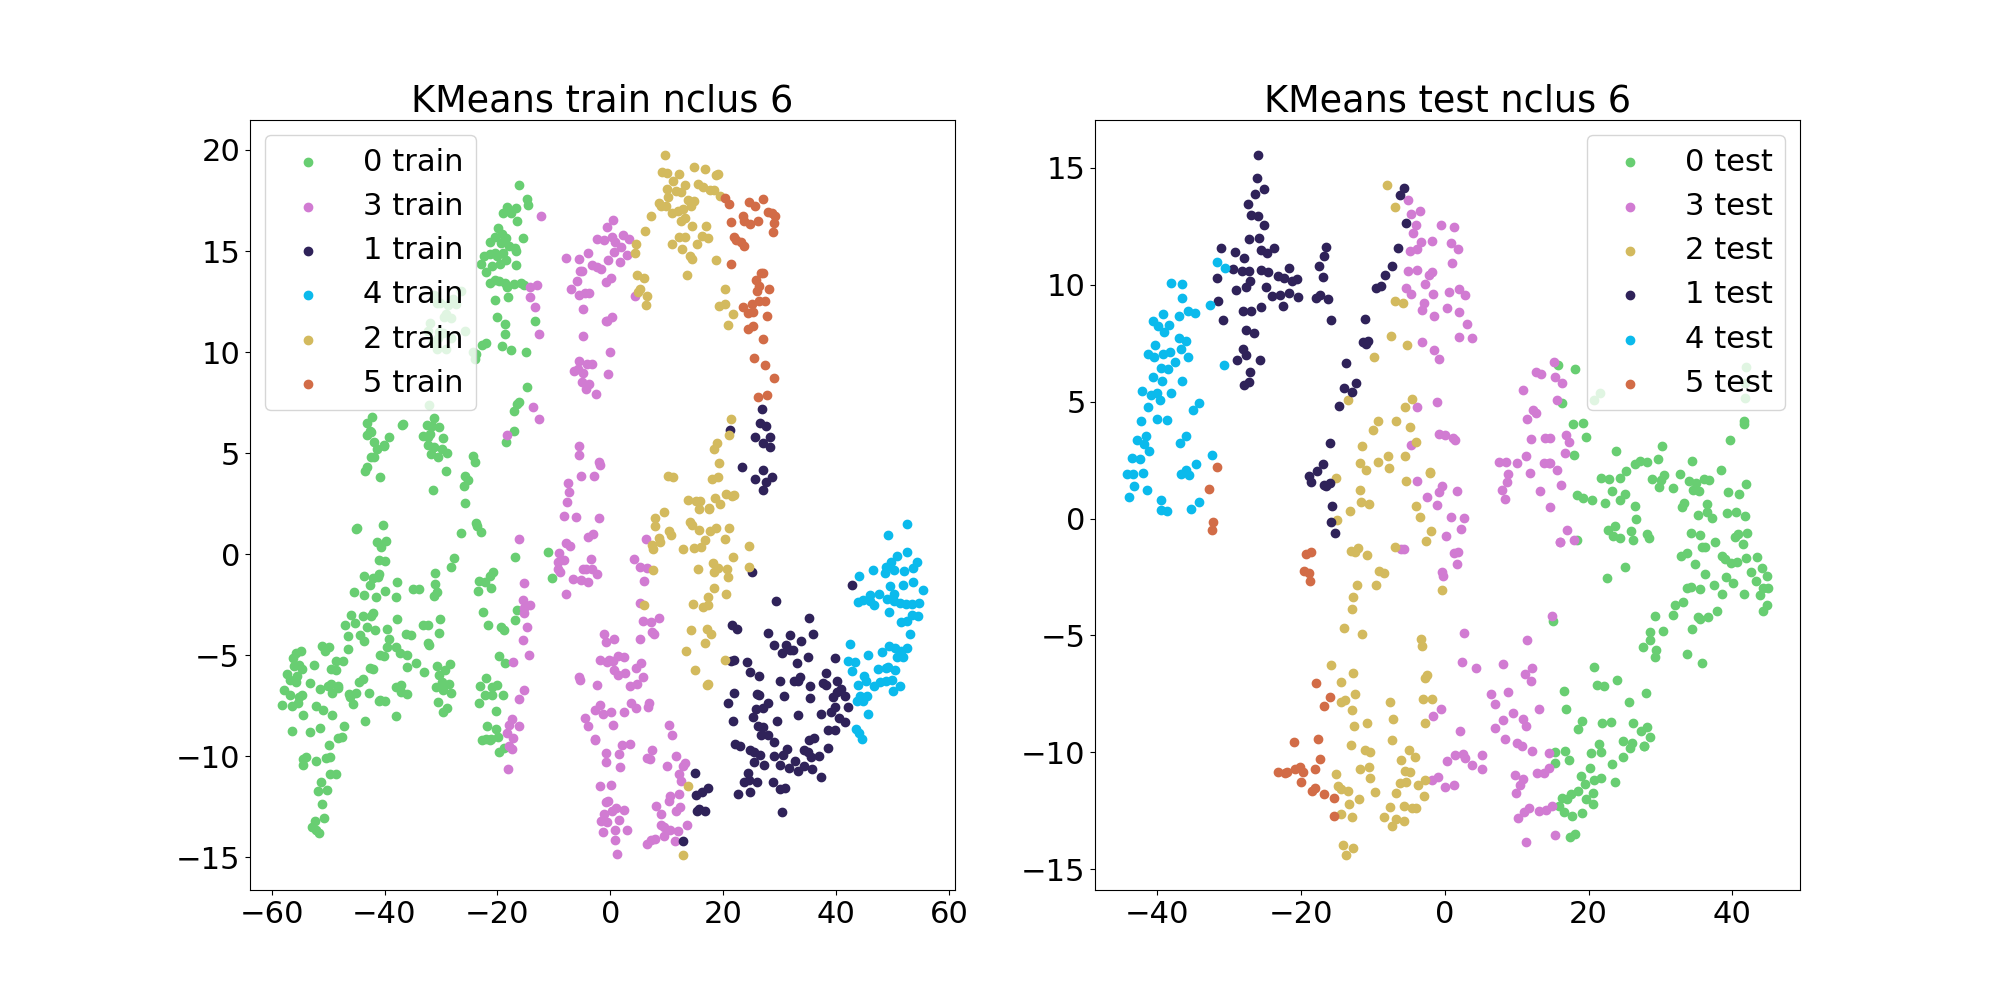 KMeans train nclus 6
20
15
10
5
0
−5
−10
−15
−60 −40 −20 0 20 40 60
0 train
3 train
1 train
4 train
2 train
5 train
KMeans test nclus 6
15
10
5
0
−5
−10
−15
−40 −20 0 20 40
0 test
3 test
2 test
1 test
4 test
5 test